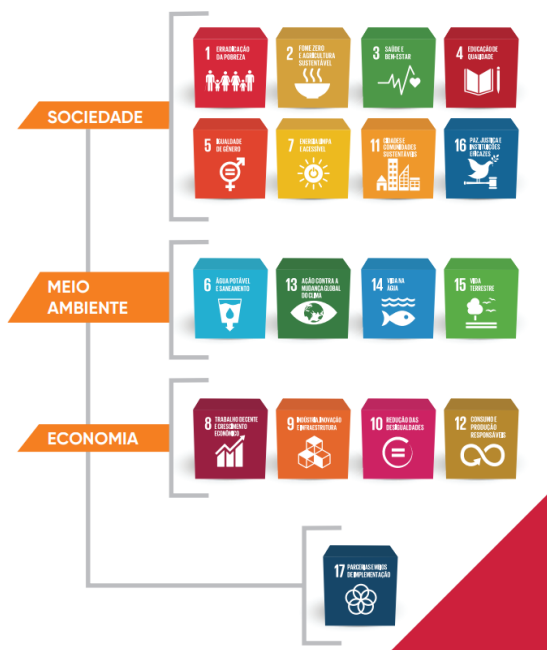 SOCIEDADE
1 ERRADICAÇÃO
DA POBREZA
2 FOME ZERO
E AGRICULTURA
SUSTENTÁVEL
3 SAÚDE E
BEM-ESTAR
4 EDUCAÇÃO DE
QUALIDADE
5 IGUALDADE
DE GÊNERO
7 ENERGIA LIMPA
E ACESSÍVEL
11 CIDADES E
COMUNIDADES
SUSTENTÁVEIS
16 PAZ, JUSTIÇA E
INSTITUIÇÕES
EFICAZES
MEIO
AMBIENTE
6 ÁGUA POTÁVEL
E SANEAMENTO
13 AÇÃO CONTRA A
MUDANÇA GLOBAL
DO CLIMA
14 VIDA NA
ÁGUA
15 VIDA
TERRESTRE
ECONOMIA
8 TRABALHO DECENTE
E CRESCIMENTO
ECONÔMICO
9 INDÚSTRIA, INOVAÇÃO
E INFRAESTRUTURA
10 REDUÇÃO DAS
DESIGUALDADES
12 CONSUMO E
PRODUÇÃO
RESPONSÁVEIS
17 PARCERIAS E MEIOS
DE IMPLEMENTAÇÃO